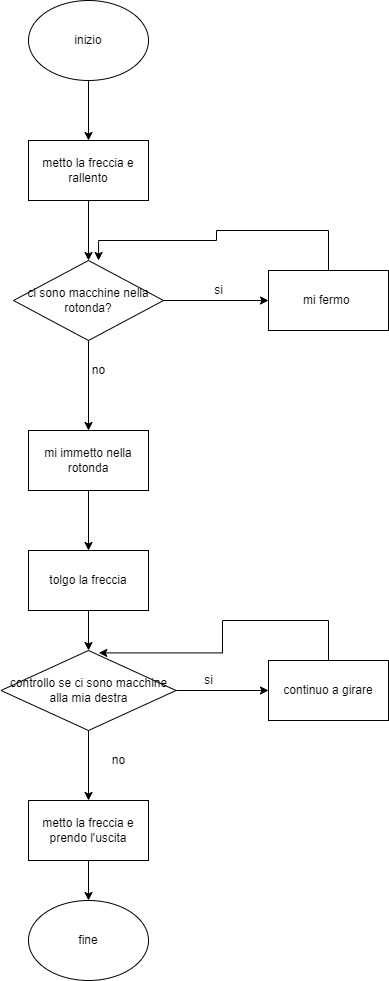 inizio
metto la freccia e
rallento
ci sono macchine nella
rotonda?
si
mi fermo
no
mi immetto nella
rotonda
tolgo la freccia
controllo se ci sono macchine
alla mia destra
si
continuo a girare
no
metto la freccia e
prendo l'uscita
fine